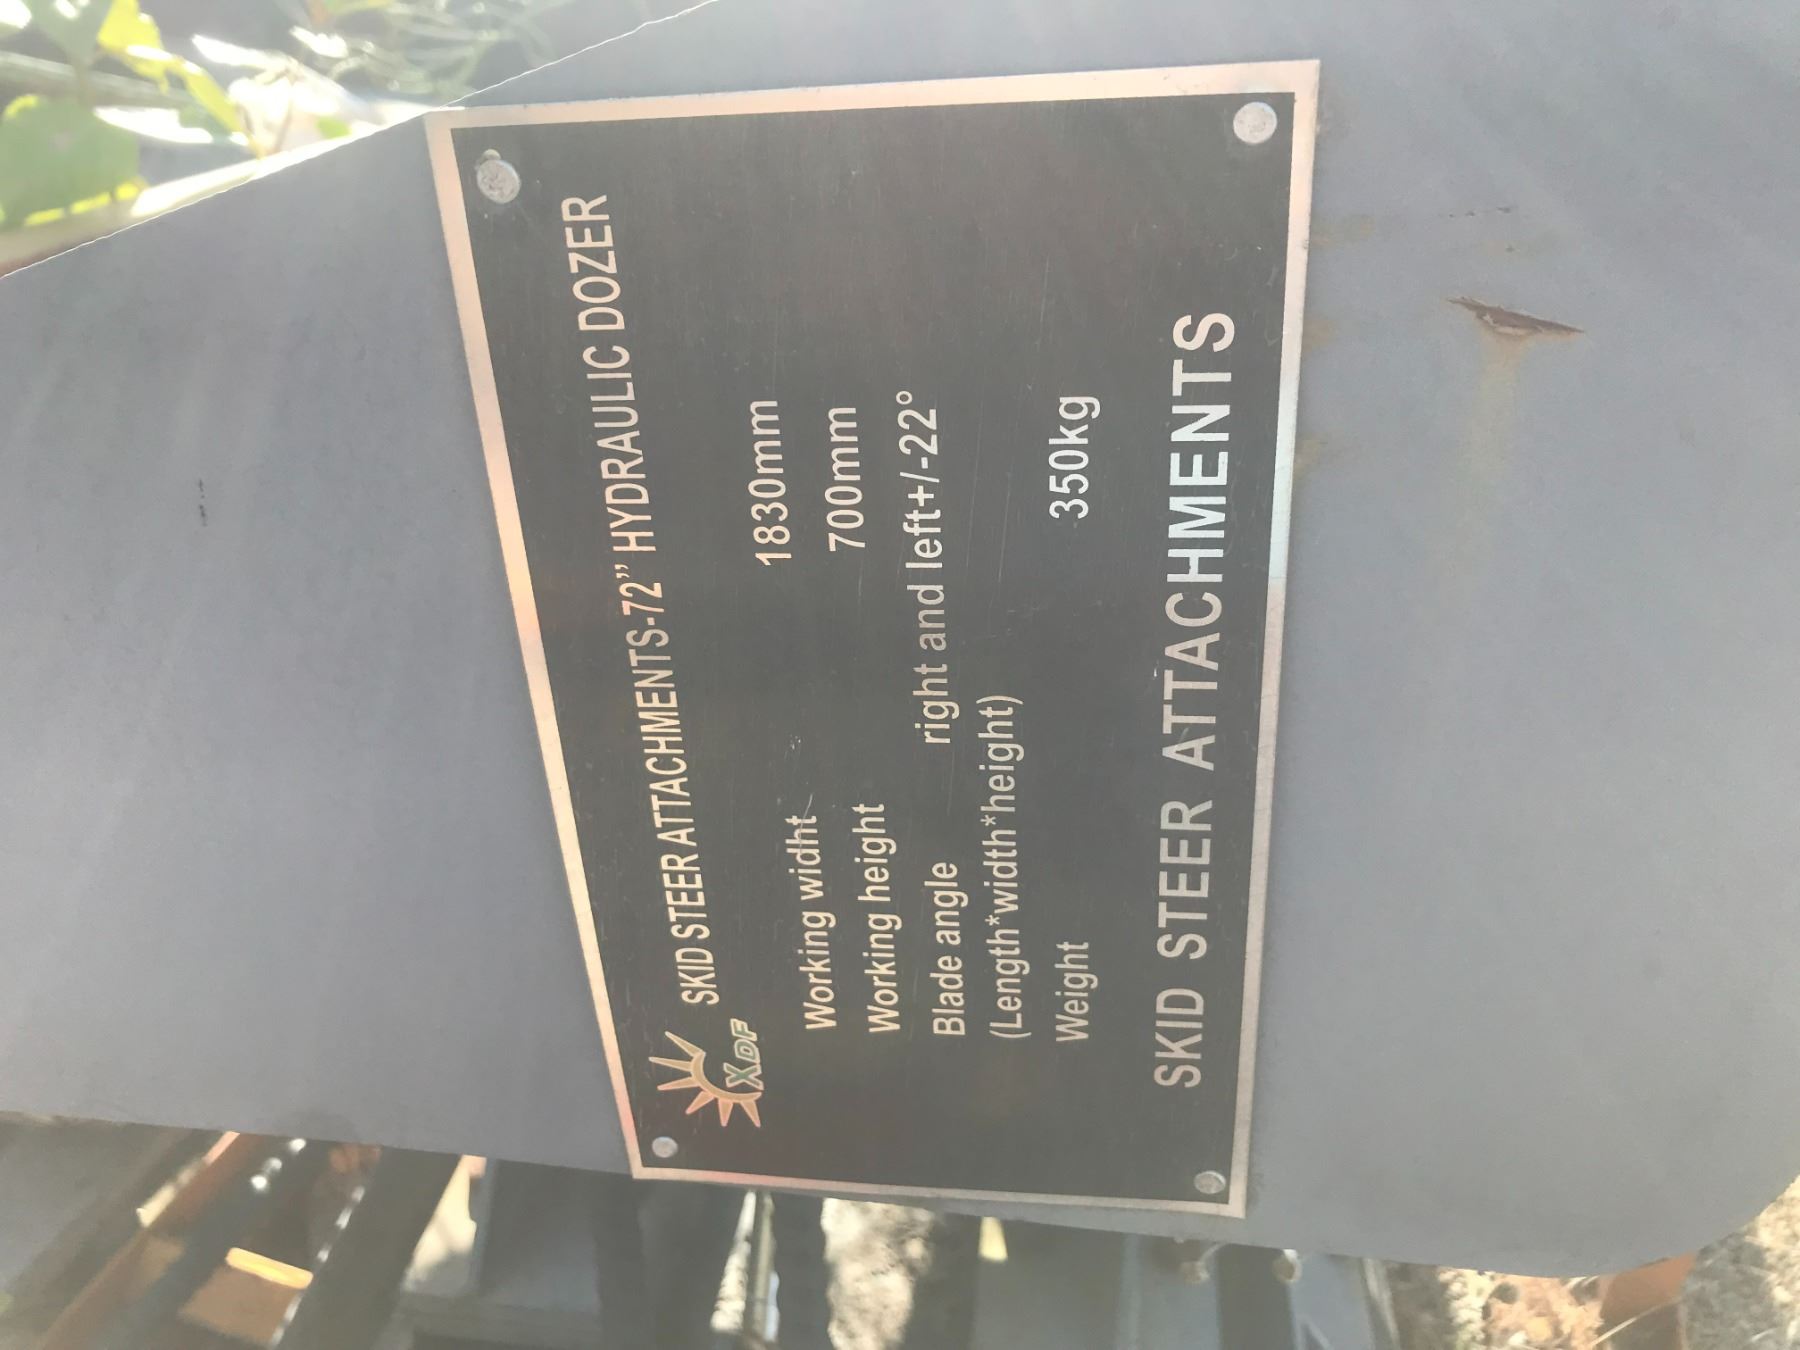 XDF
SKID STEER ATTACHMENTS-72” HYDRAULIC DOZER
Working widht 1830mm
Working height 700mm
Blade angle right and left+/-22°
(Length*width*height)
Weight 350kg
SKID STEER ATTACHMENTS